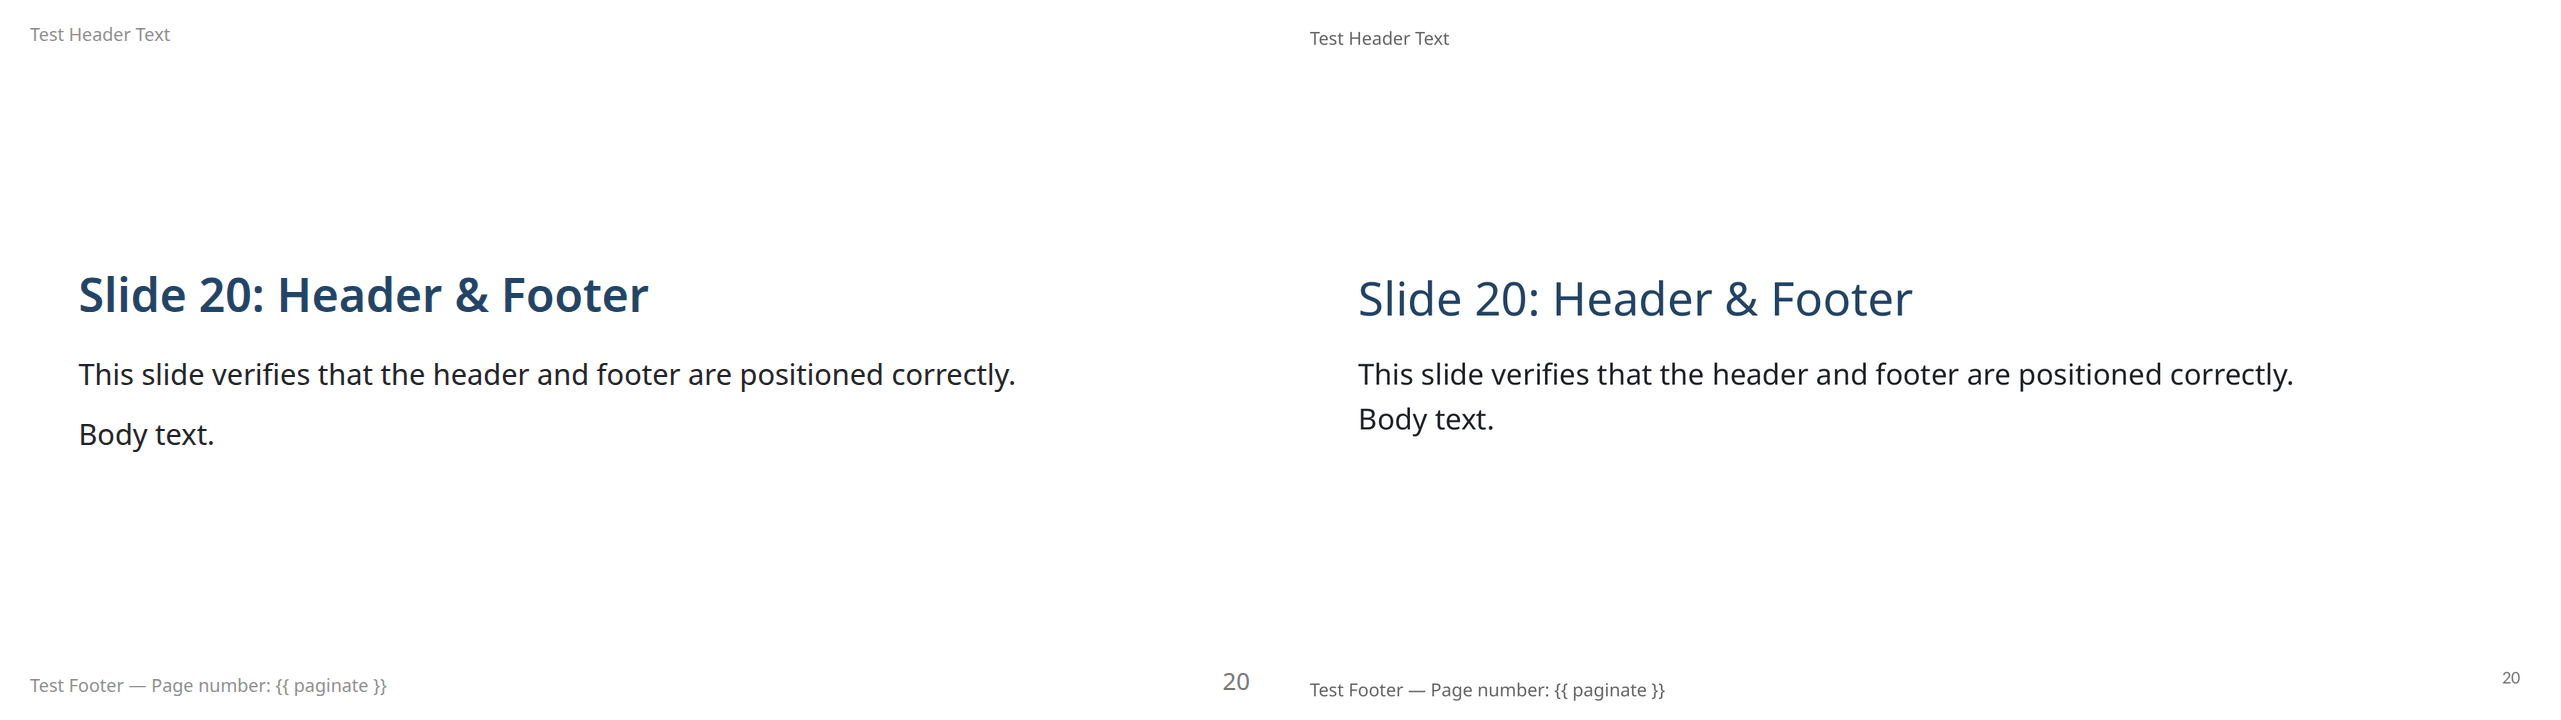 Test Header Text
Slide 20: Header & Footer
This slide verifies that the header and footer are positioned correctly.
Body text.
Test Footer — Page number: {{ paginate }}
20
Test Header Text
Slide 20: Header & Footer
This slide verifies that the header and footer are positioned correctly.
Body text.
Test Footer — Page number: {{ paginate }}
20